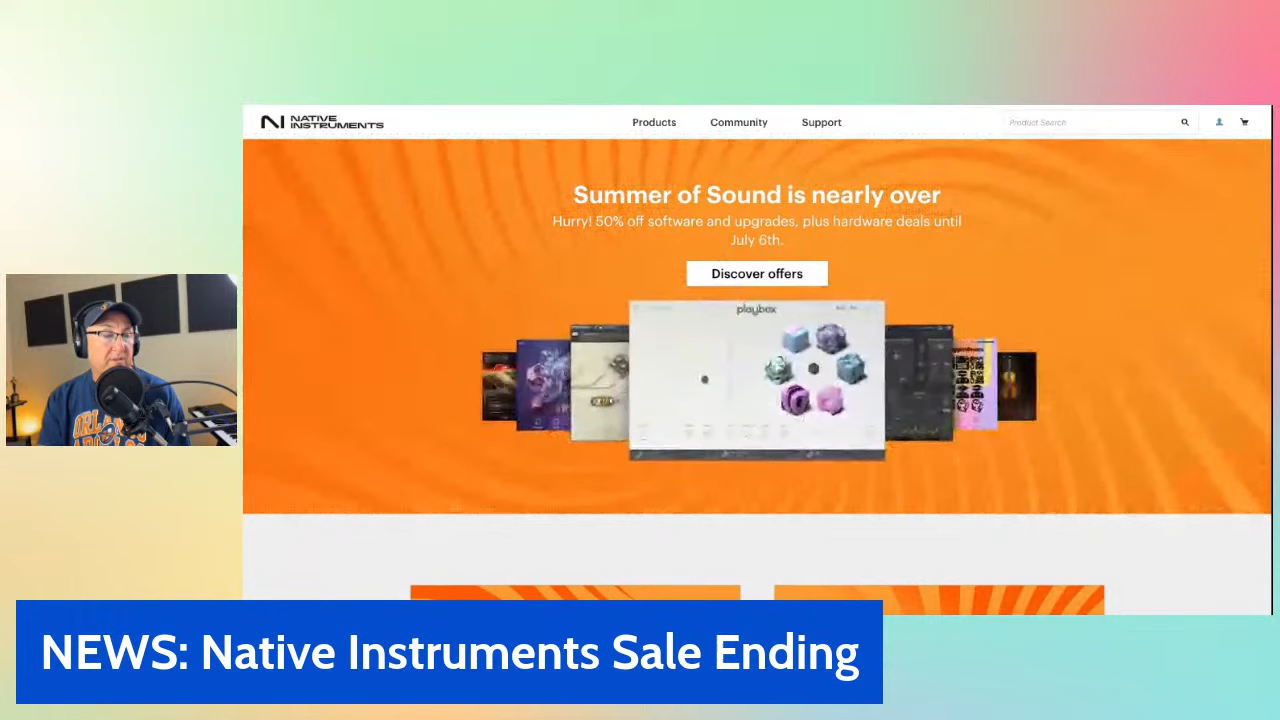 NATIVE
INSTRUMENTS
Products Community Support
Product Search
Summer of Sound is nearly over
Hurry! 50% off software and upgrades, plus hardware deals until
July 6th.
Discover offers
playbox
NEWS: Native Instruments Sale Ending